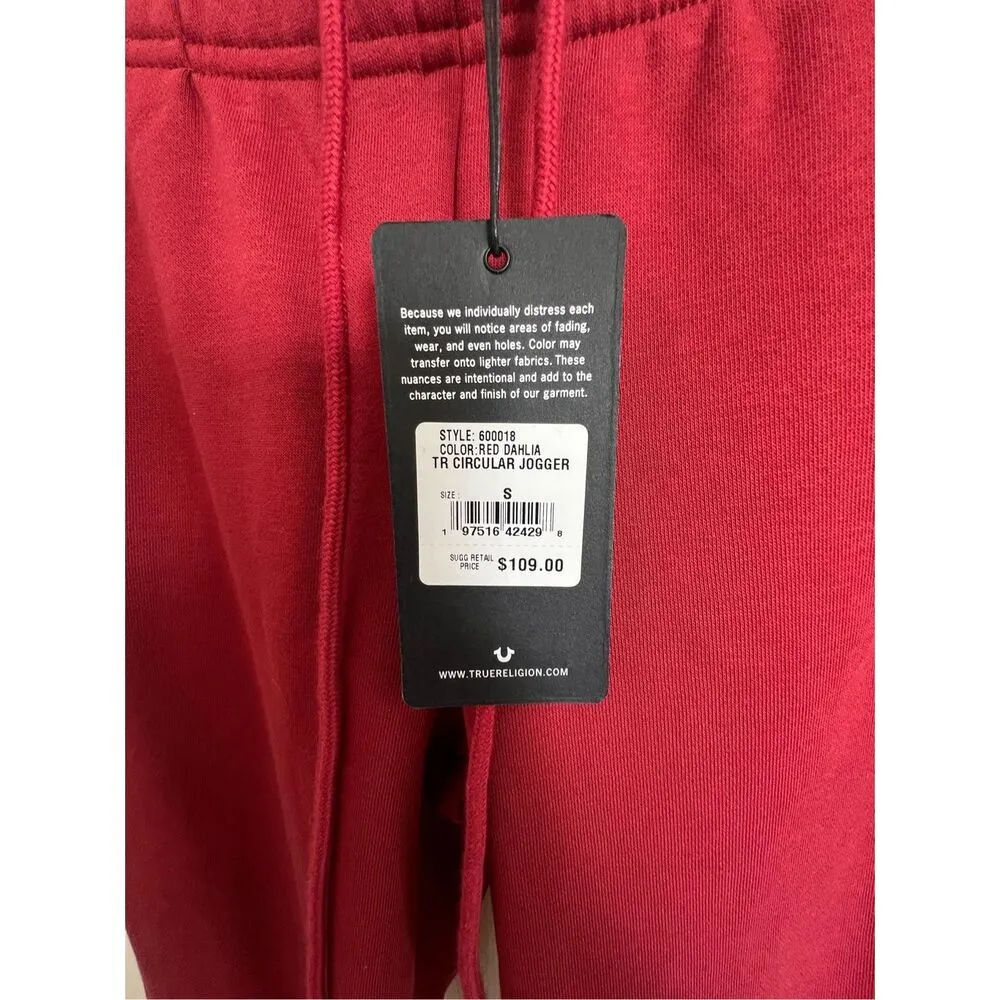 Because we individually distress each
item, you will notice areas of fading,
wear, and even holes. Color may
transfer onto lighter fabrics. These
nuances are intentional and add to the
character and finish of our garment.
STYLE: 600018
COLOR:RED DAHLIA
TR CIRCULAR JOGGER
SIZE: S
1 97516 42429 8
SUGG RETAIL
PRICE $109.00
WWW.TRUERELIGION.COM